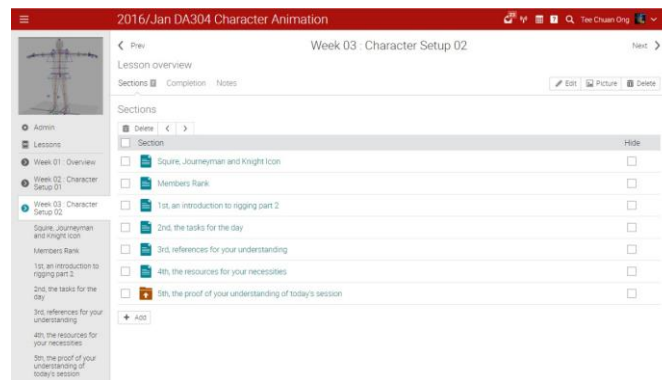 2016/Jan DA304 Character Animation
Tee Chuan Ong
Prev
Week 03 : Character Setup 02
Next
Lesson overview
Sections
Completion
Notes
Edit
Picture
Delete
Sections
Delete
Section
Hide
Squire, Journeyman and Knight Icon
Members Rank
1st, an introduction to rigging part 2
2nd, the tasks for the day
3rd, references for your understanding
4th, the resources for your necessities
5th, the proof of your understanding of today's session
Add
Admin
Lessons
Week 01 : Overview
Week 02 : Character
Setup 01
Week 03 : Character
Setup 02
Squire, Journeyman
and Knight Icon
Members Rank
1st, an introduction to
rigging part 2
2nd, the tasks for the
day
3rd, references for your
understanding
4th, the resources for
your necessities
5th, the proof of your
understanding of
today's session